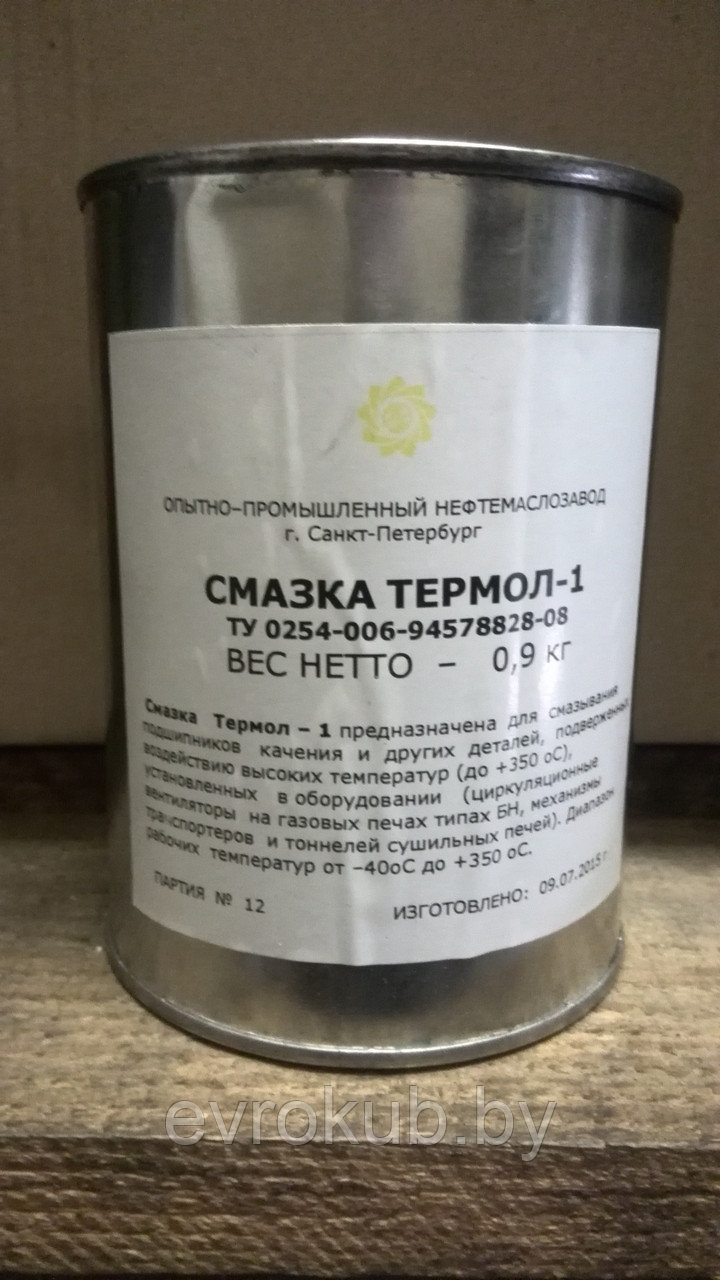 ОПЫТНО–ПРОМЫШЛЕННЫЙ НЕФТЕМАСЛОЗАВОД
г. Санкт-Петербург
СМАЗКА ТЕРМОЛ-1
ТУ 0254-006-94578828-08
ВЕС НЕТТО – 0,9 кг
Смазка Термол – 1 предназначена для смазывания
подшипников качения и других деталей, подверженных
воздействию высоких температур (до +350 оС),
установленных в оборудовании (циркуляционные
вентиляторы на газовых печах типах БН, механизмы
транспортеров и тоннелей сушильных печей). Диапазон
рабочих температур от –40оС до +350 оС.
ПАРТИЯ № 12 ИЗГОТОВЛЕНО: 09.07.2015 г
evrokub.by